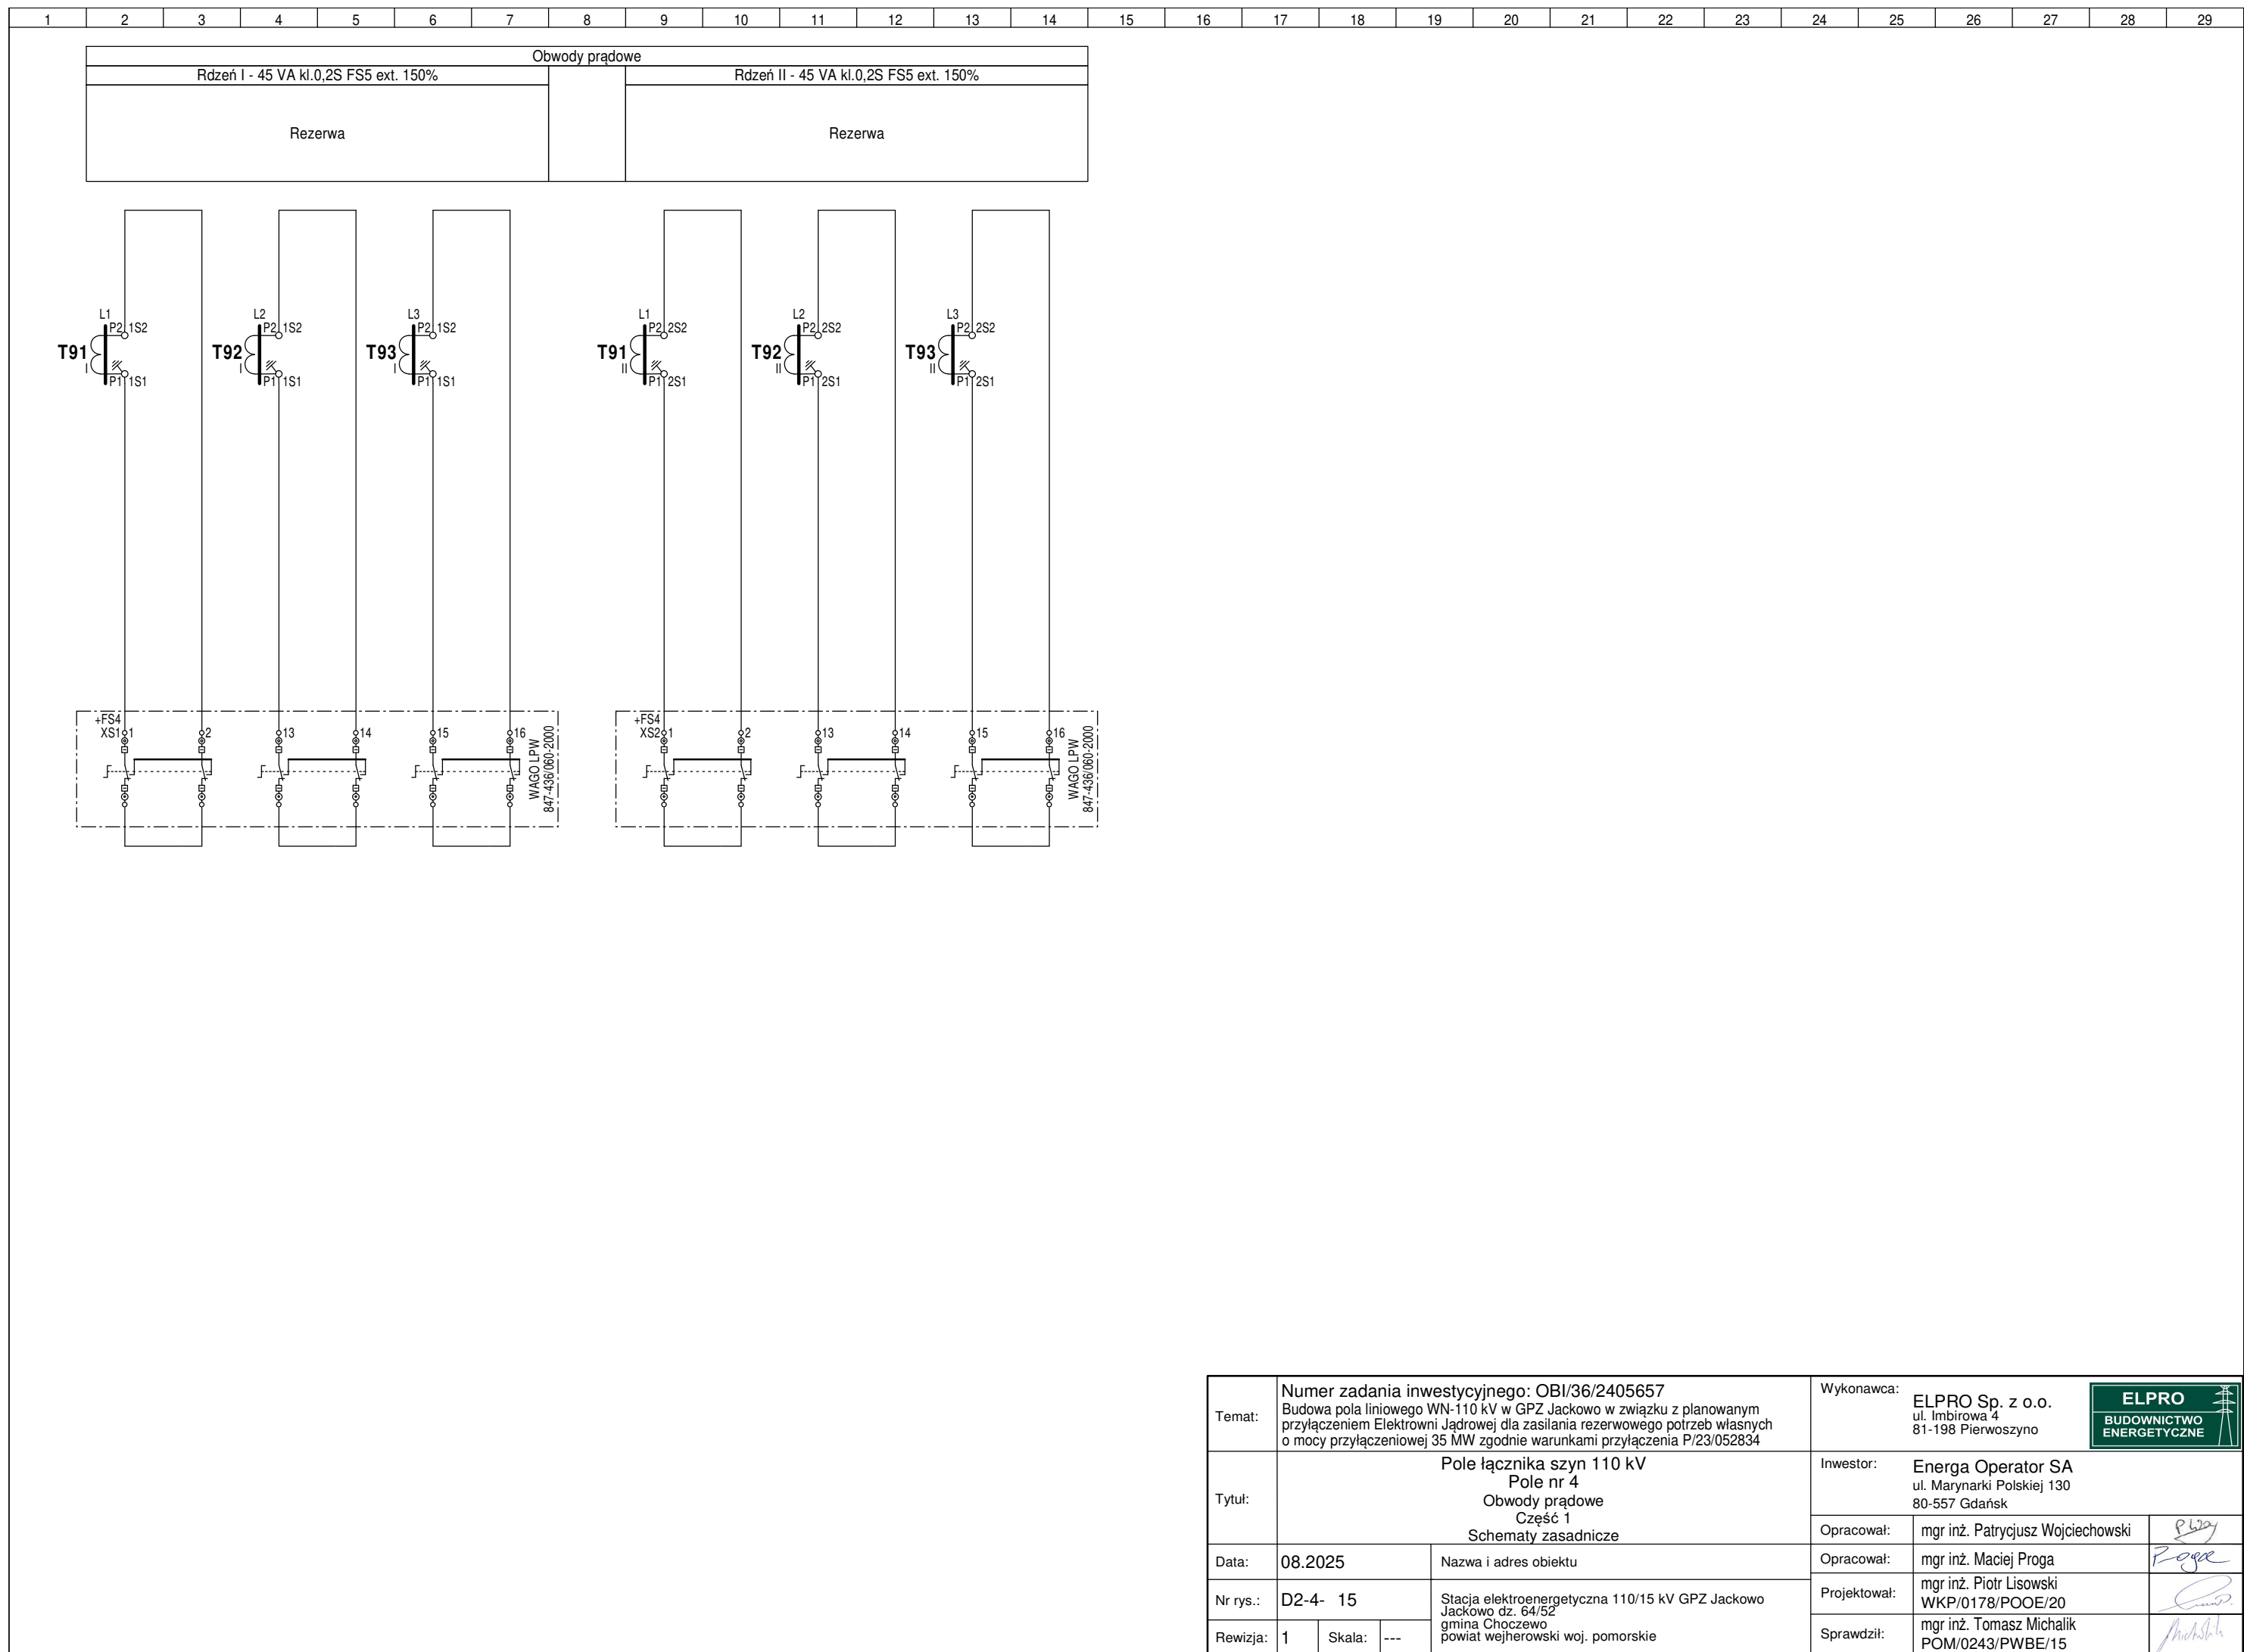 1 2 3 4 5 6 7 8 9 10 11 12 13 14 15 16 17 18 19 20 21 22 23 24 25 26 27 28 29
Obwody prądowe
Rdzeń I - 45 VA kl.0,2S FS5 ext. 150%
Rdzeń II - 45 VA kl.0,2S FS5 ext. 150%
Rezerwa
Rezerwa
L1
P2 1S2
T91
I
P1 1S1
L2
P2 1S2
T92
I
P1 1S1
L3
P2 1S2
T93
I
P1 1S1
L1
P2 2S2
T91
II
P1 2S1
L2
P2 2S2
T92
II
P1 2S1
L3
P2 2S2
T93
II
P1 2S1
+FS4
XS1 1 2 13 14 15 16
WAGO LPW
847-436/060-2000
+FS4
XS2 1 2 13 14 15 16
WAGO LPW
847-436/060-2000
Temat:
Numer zadania inwestycyjnego: OBI/36/2405657
Budowa pola liniowego WN-110 kV w GPZ Jackowo w związku z planowanym
przyłączeniem Elektrowni Jądrowej dla zasilania rezerwowego potrzeb własnych
o mocy przyłączeniowej 35 MW zgodnie warunkami przyłączenia P/23/052834
Wykonawca:
ELPRO Sp. z o.o.
ul. Imbirowa 4
81-198 Pierwoszyno
ELPRO
BUDOWNICTWO
ENERGETYCZNE
Tytuł:
Pole łącznika szyn 110 kV
Pole nr 4
Obwody prądowe
Część 1
Schematy zasadnicze
Inwestor:
Energa Operator SA
ul. Marynarki Polskiej 130
80-557 Gdańsk
Opracował: mgr inż. Patrycjusz Wojciechowski
Data: 08.2025
Nazwa i adres obiektu
Opracował: mgr inż. Maciej Proga
Nr rys.: D2-4- 15
Stacja elektroenergetyczna 110/15 kV GPZ Jackowo
Jackowo dz. 64/52
gmina Choczewo
powiat wejherowski woj. pomorskie
Projektował:
mgr inż. Piotr Lisowski
WKP/0178/POOE/20
Rewizja: 1 Skala: ---
Sprawdził:
mgr inż. Tomasz Michalik
POM/0243/PWBE/15